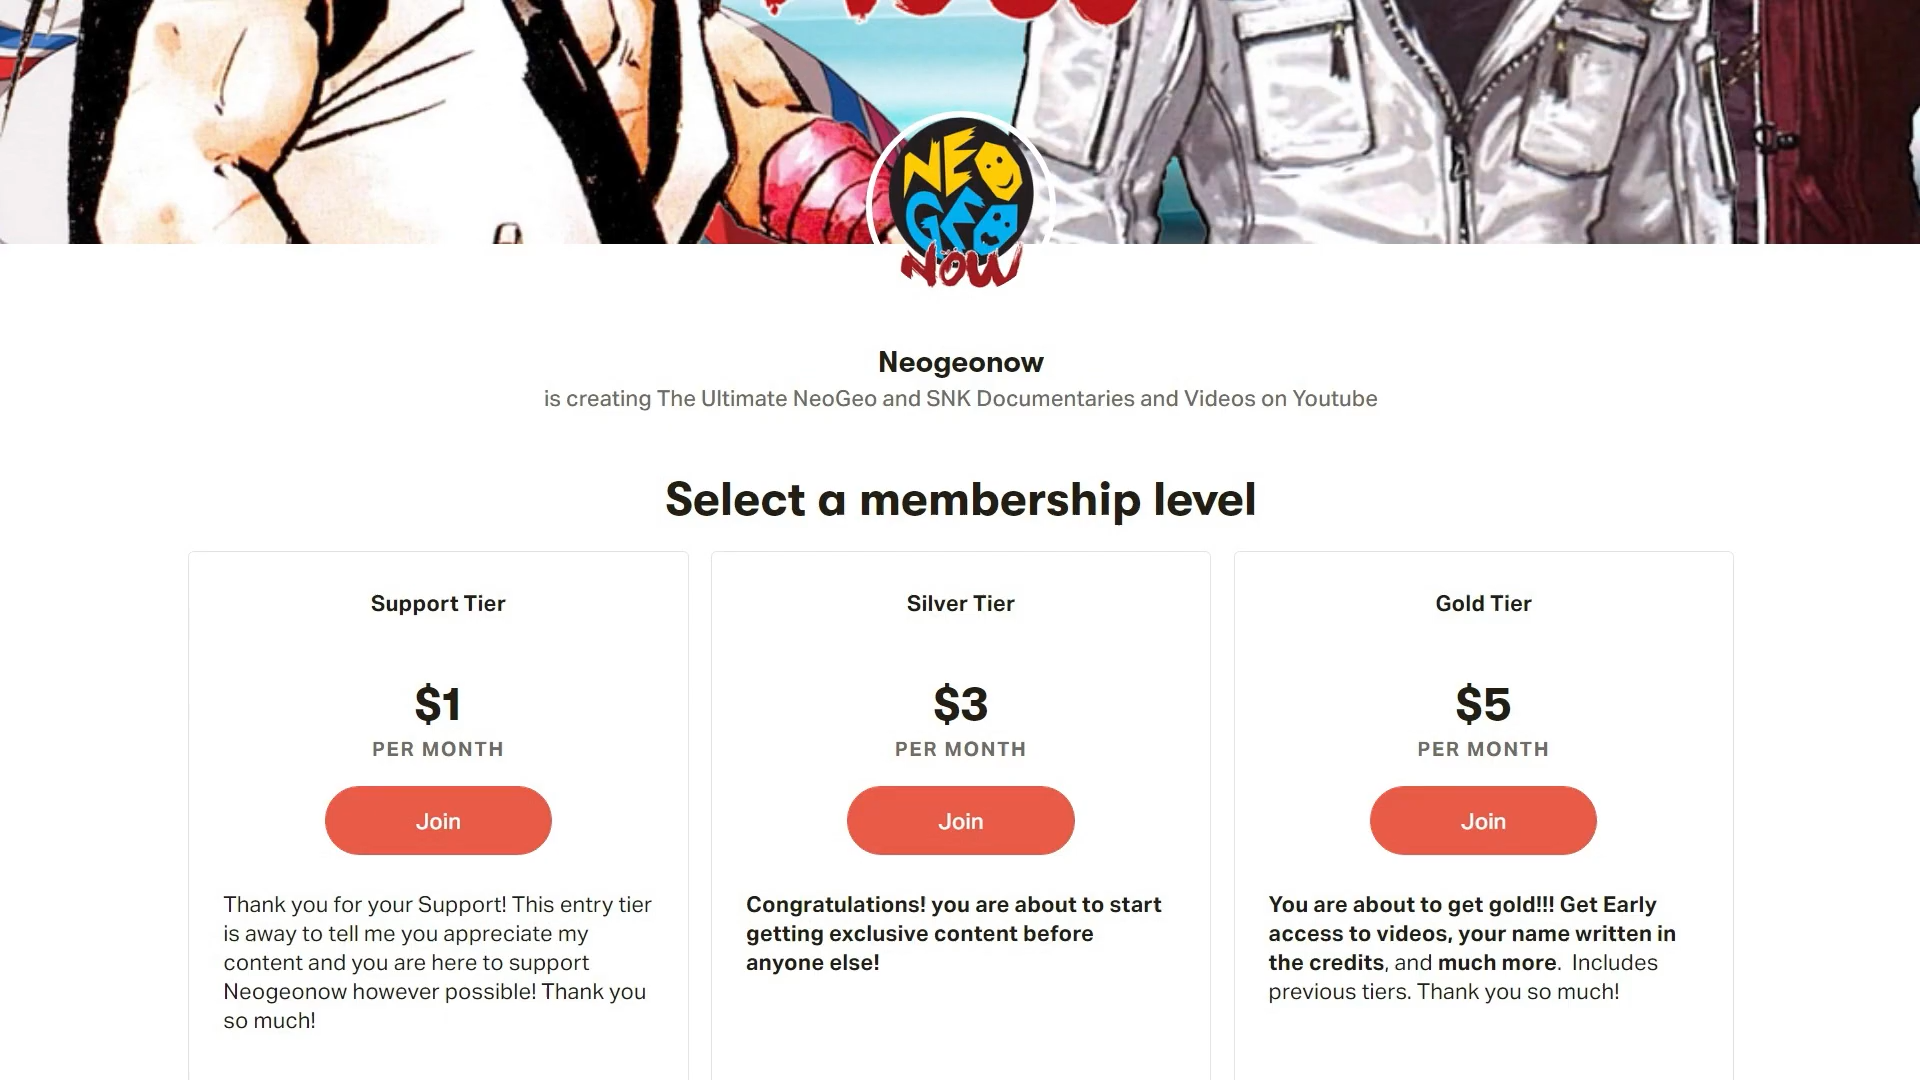 NEO
GEO
NOW
Neogeonow
is creating The Ultimate NeoGeo and SNK Documentaries and Videos on Youtube
Select a membership level
Support Tier
$1
PER MONTH
Join
Thank you for your Support! This entry tier
is away to tell me you appreciate my
content and you are here to support
Neogeonow however possible! Thank you
so much!
Silver Tier
$3
PER MONTH
Join
Congratulations! you are about to start
getting exclusive content before
anyone else!
Gold Tier
$5
PER MONTH
Join
You are about to get gold!!! Get Early
access to videos, your name written in
the credits, and much more. Includes
previous tiers. Thank you so much!